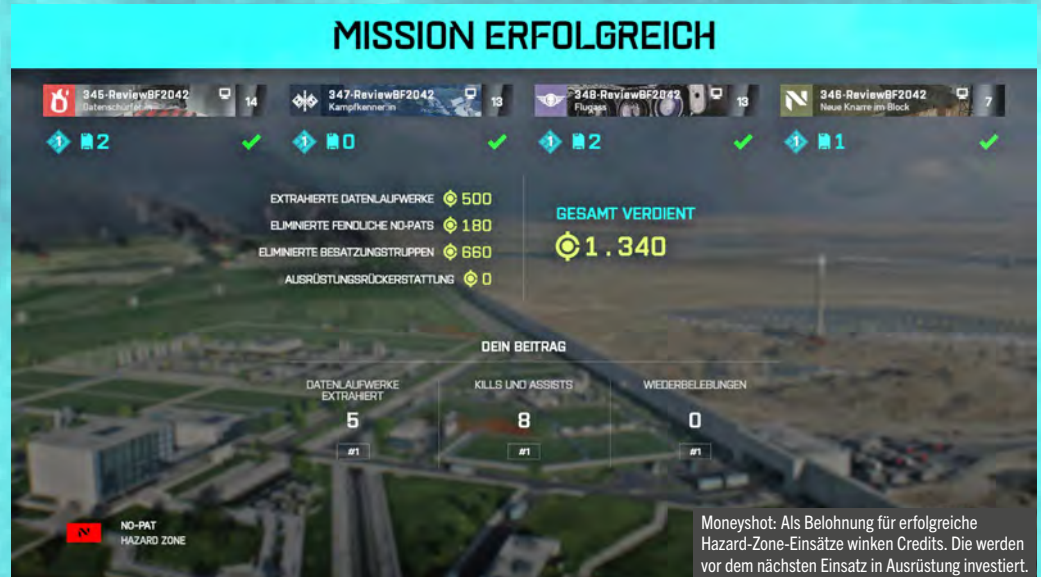 MISSION ERFOLGREICH
345-ReviewBF2042 14
Datenschürfer:in
347-ReviewBF2042 13
Kampfkenner:in
348-ReviewBF2042 13
Flugass
346-ReviewBF2042 7
Neue Knarre im Block
1 2
1 0
1 2
1 1
EXTRAHIERTE DATENLAUFWERKE 500
ELIMINIERTE FEINDLICHE NO-PATS 180
ELIMINIERTE BESATZUNGSTRUPPEN 660
AUSRÜSTUNGSRÜCKERSTATTUNG 0
GESAMT VERDIENT
1.340
DEIN BEITRAG
DATENLAUFWERKE
EXTRAHIERT
5
#1
KILLS UND ASSISTS
8
#1
WIEDERBELEBUNGEN
0
#1
NO-PAT
HAZARD ZONE
Moneyshot: Als Belohnung für erfolgreiche
Hazard-Zone-Einsätze winken Credits. Die werden
vor dem nächsten Einsatz in Ausrüstung investiert.